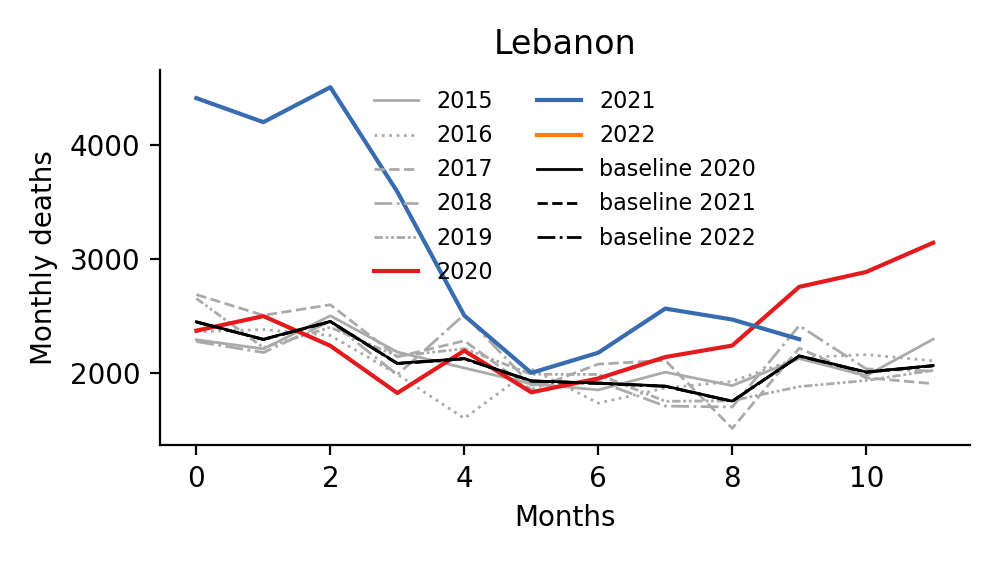 Lebanon
Monthly deaths
4000
3000
2000
2015
2016
2017
2018
2019
2020
2021
2022
baseline 2020
baseline 2021
baseline 2022
0 2 4 6 8 10
Months